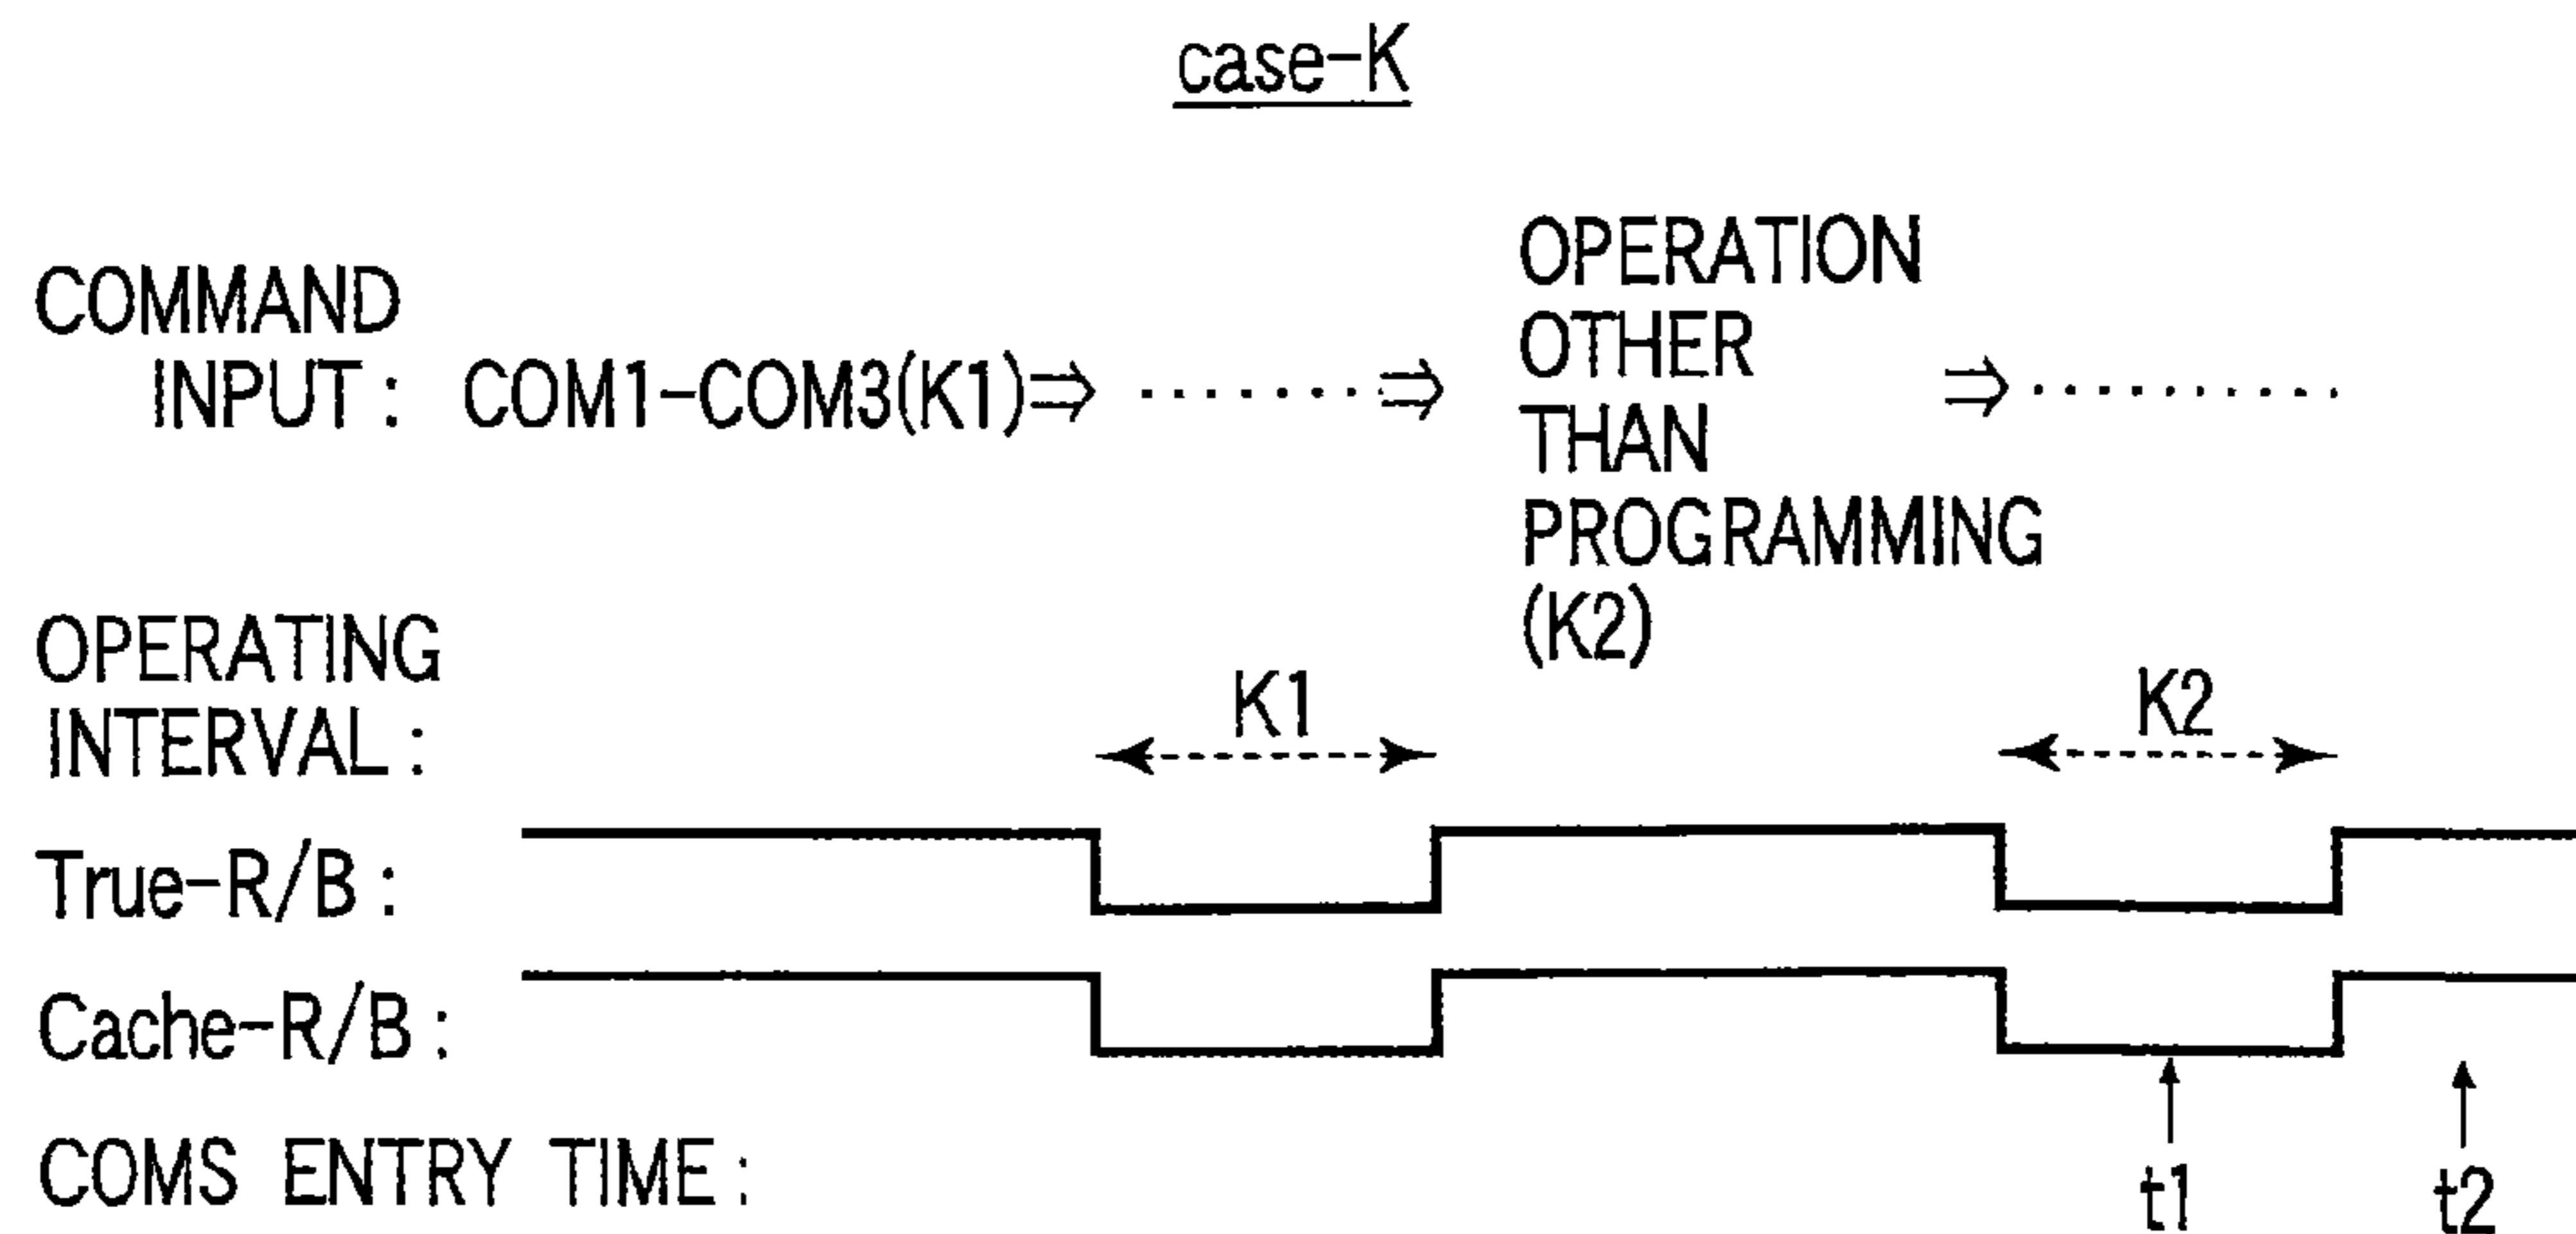 case-K
COMMAND
INPUT : COM1-COM3(K1)⇒ ········⇒ 
OPERATION
OTHER
THAN
PROGRAMMING
(K2)
⇒··········
OPERATING
INTERVAL :
K1
K2
True-R/B :
Cache-R/B :
COMS ENTRY TIME :
t1
t2